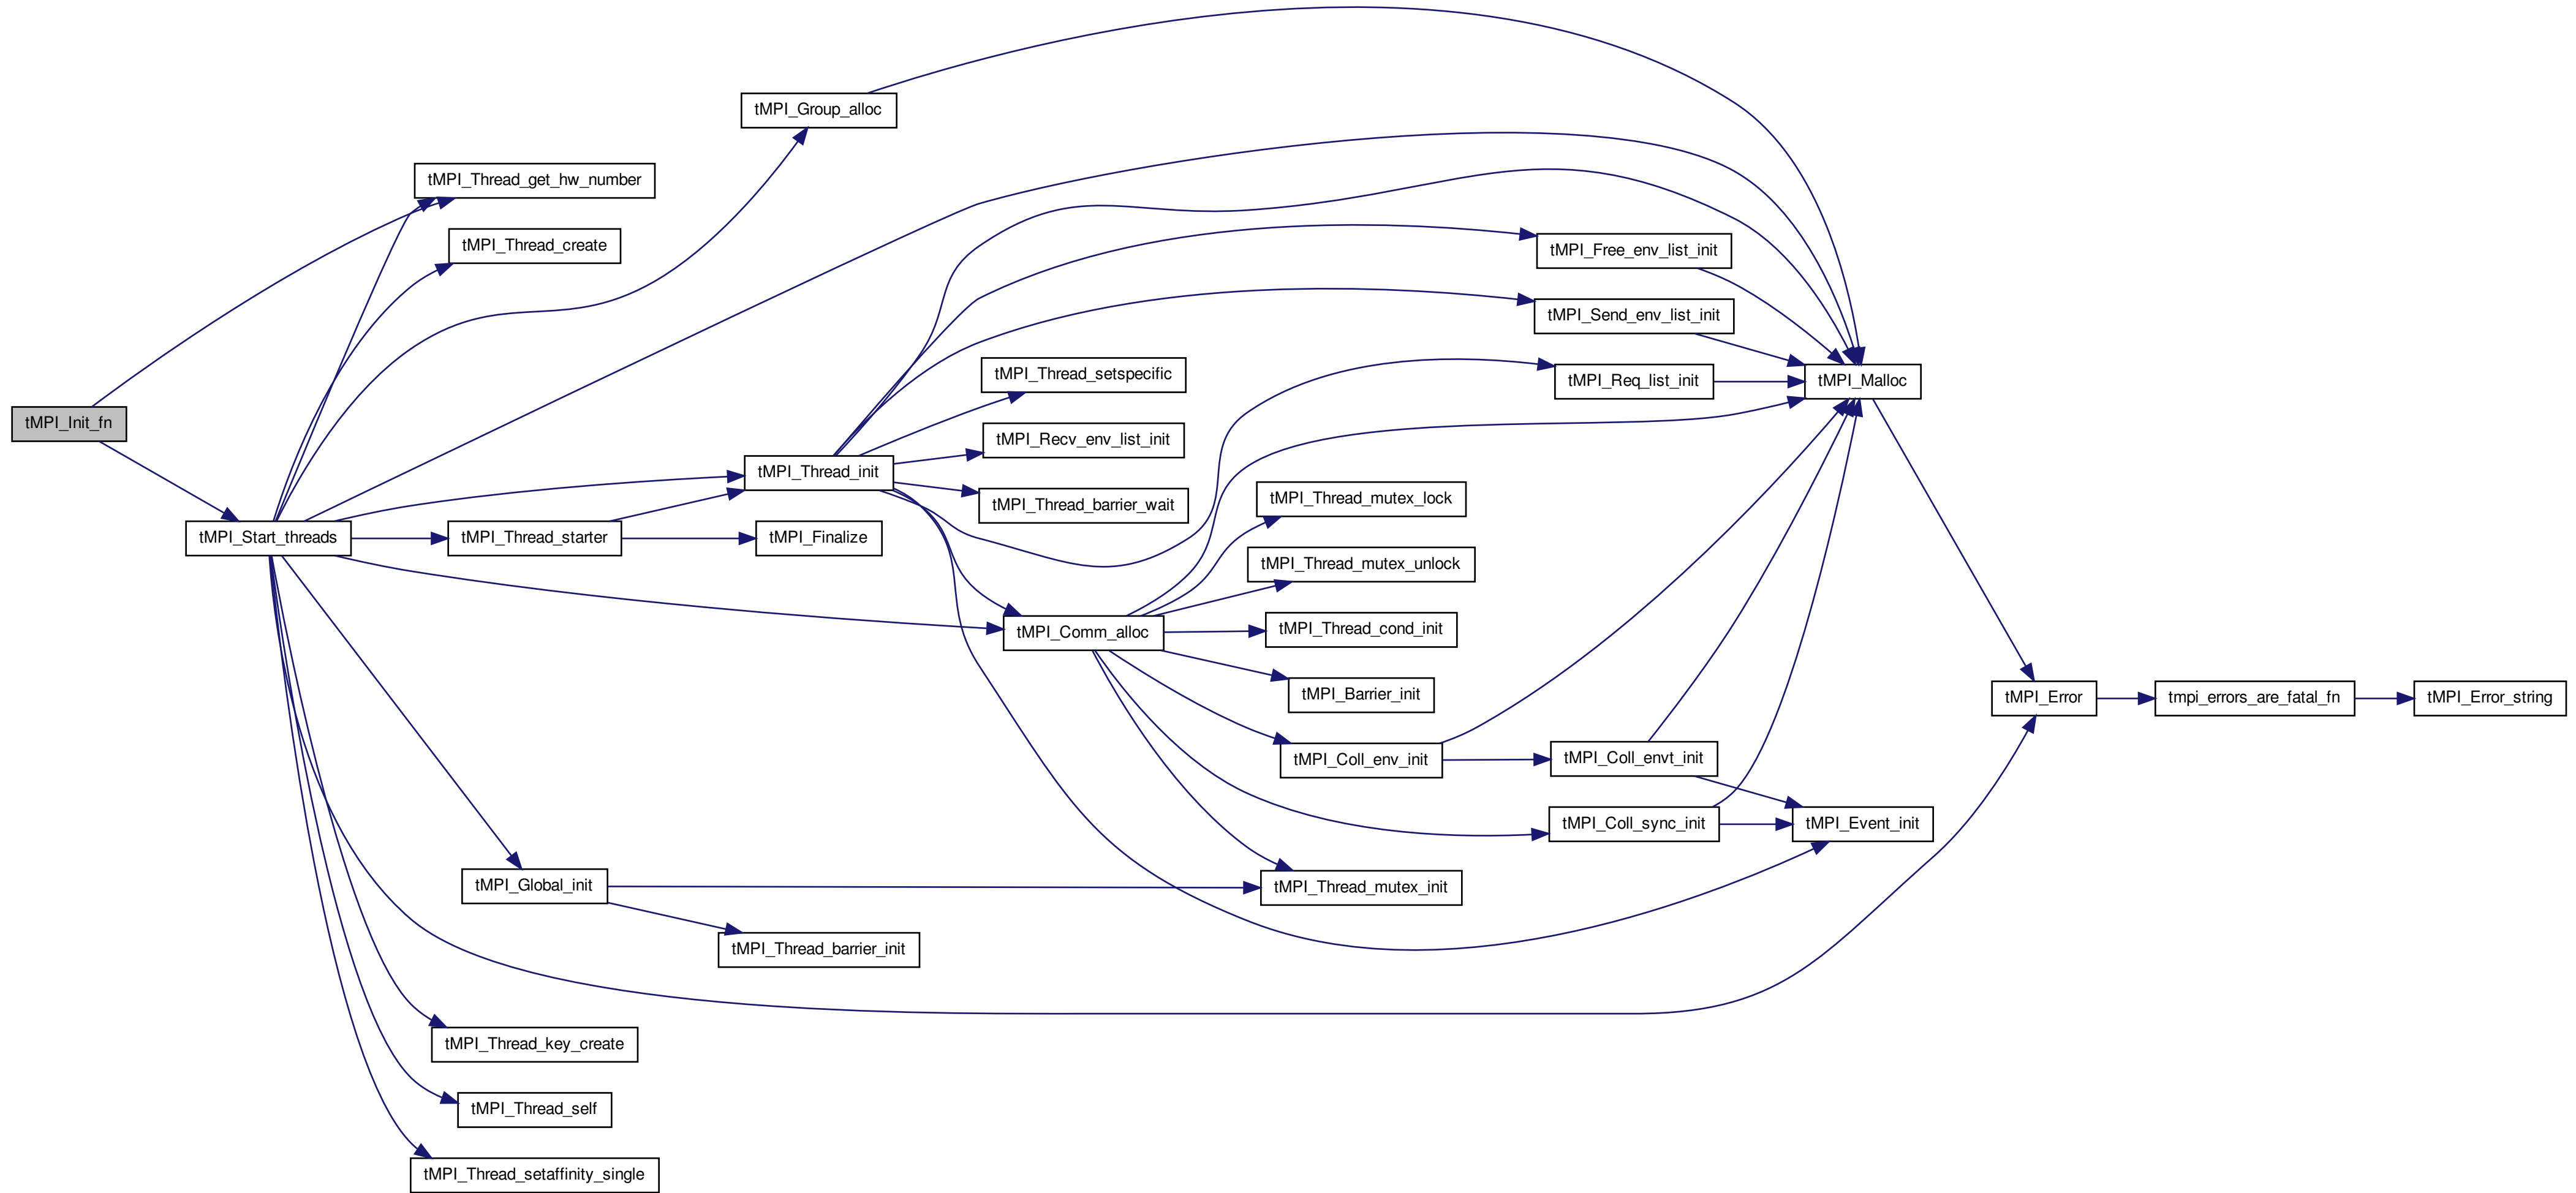 tMPI_Group_alloc
tMPI_Thread_get_hw_number
tMPI_Thread_create
tMPI_Free_env_list_init
tMPI_Send_env_list_init
tMPI_Thread_setspecific
tMPI_Req_list_init
tMPI_Malloc
tMPI_Init_fn
tMPI_Recv_env_list_init
tMPI_Thread_init
tMPI_Thread_mutex_lock
tMPI_Thread_barrier_wait
tMPI_Start_threads
tMPI_Thread_starter
tMPI_Finalize
tMPI_Thread_mutex_unlock
tMPI_Comm_alloc
tMPI_Thread_cond_init
tMPI_Barrier_init
tMPI_Error
tmpi_errors_are_fatal_fn
tMPI_Error_string
tMPI_Coll_env_init
tMPI_Coll_envt_init
tMPI_Coll_sync_init
tMPI_Event_init
tMPI_Global_init
tMPI_Thread_mutex_init
tMPI_Thread_barrier_init
tMPI_Thread_key_create
tMPI_Thread_self
tMPI_Thread_setaffinity_single